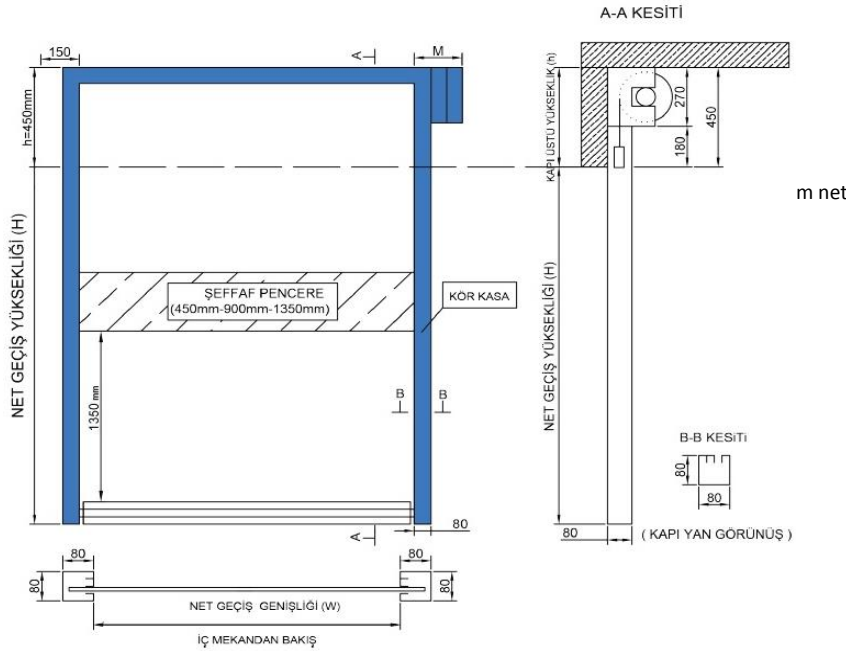 A-A KESİTİ
150
A
M
h=450mm
KAPI ÜSTÜ YÜKSEKLİK (h)
270
450
180
m net
NET GEÇİŞ YÜKSEKLİĞİ (H)
ŞEFFAF PENCERE
(450mm-900mm-1350mm)
KÖR KASA
1350 mm
B
B
NET GEÇİŞ YÜKSEKLİĞİ (H)
B-B KESİTİ
80
80
80
A
80
( KAPI YAN GÖRÜNÜŞ )
80
80
80
80
NET GEÇİŞ GENİŞLİĞİ (W)
İÇ MEKANDAN BAKIŞ